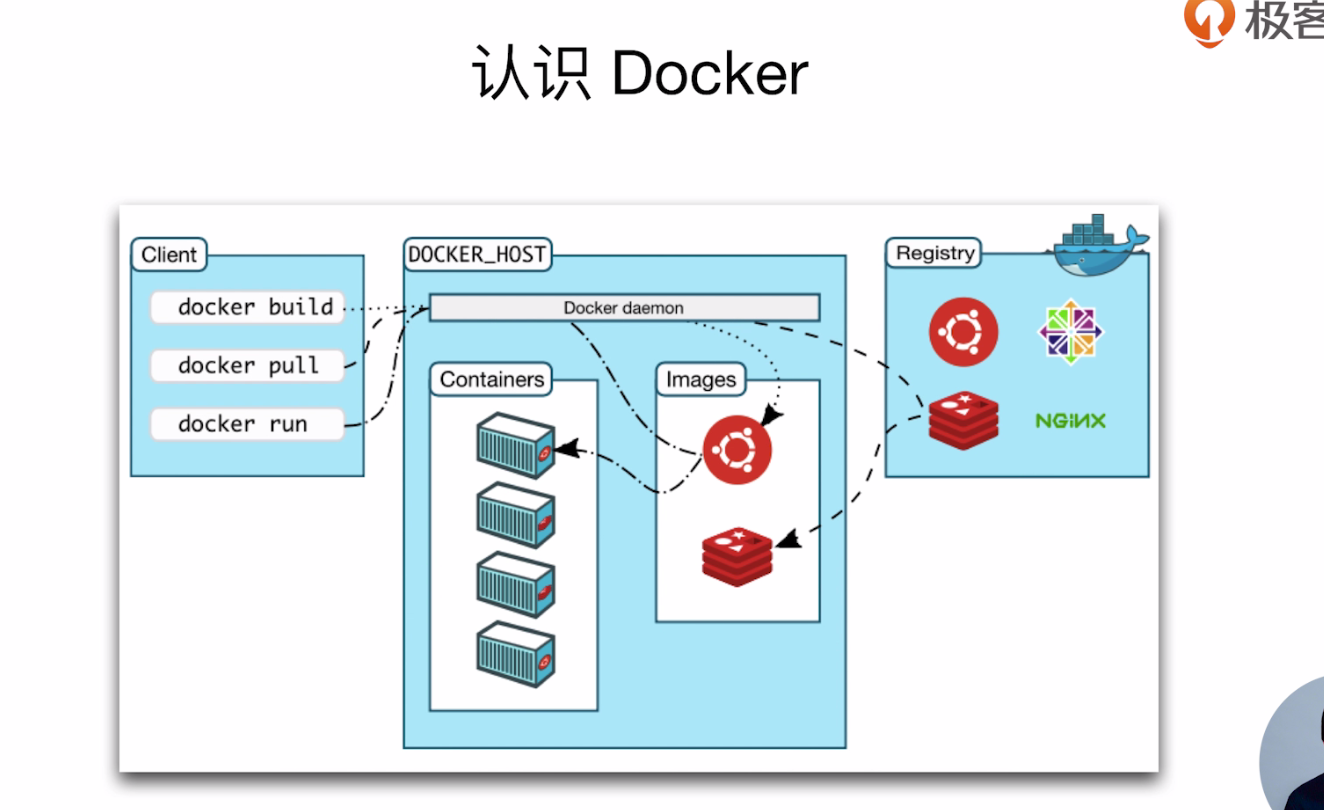 极客
认识 Docker
Client
docker build
docker pull
docker run
DOCKER_HOST
Docker daemon
Containers
Images
Registry
NGiNX